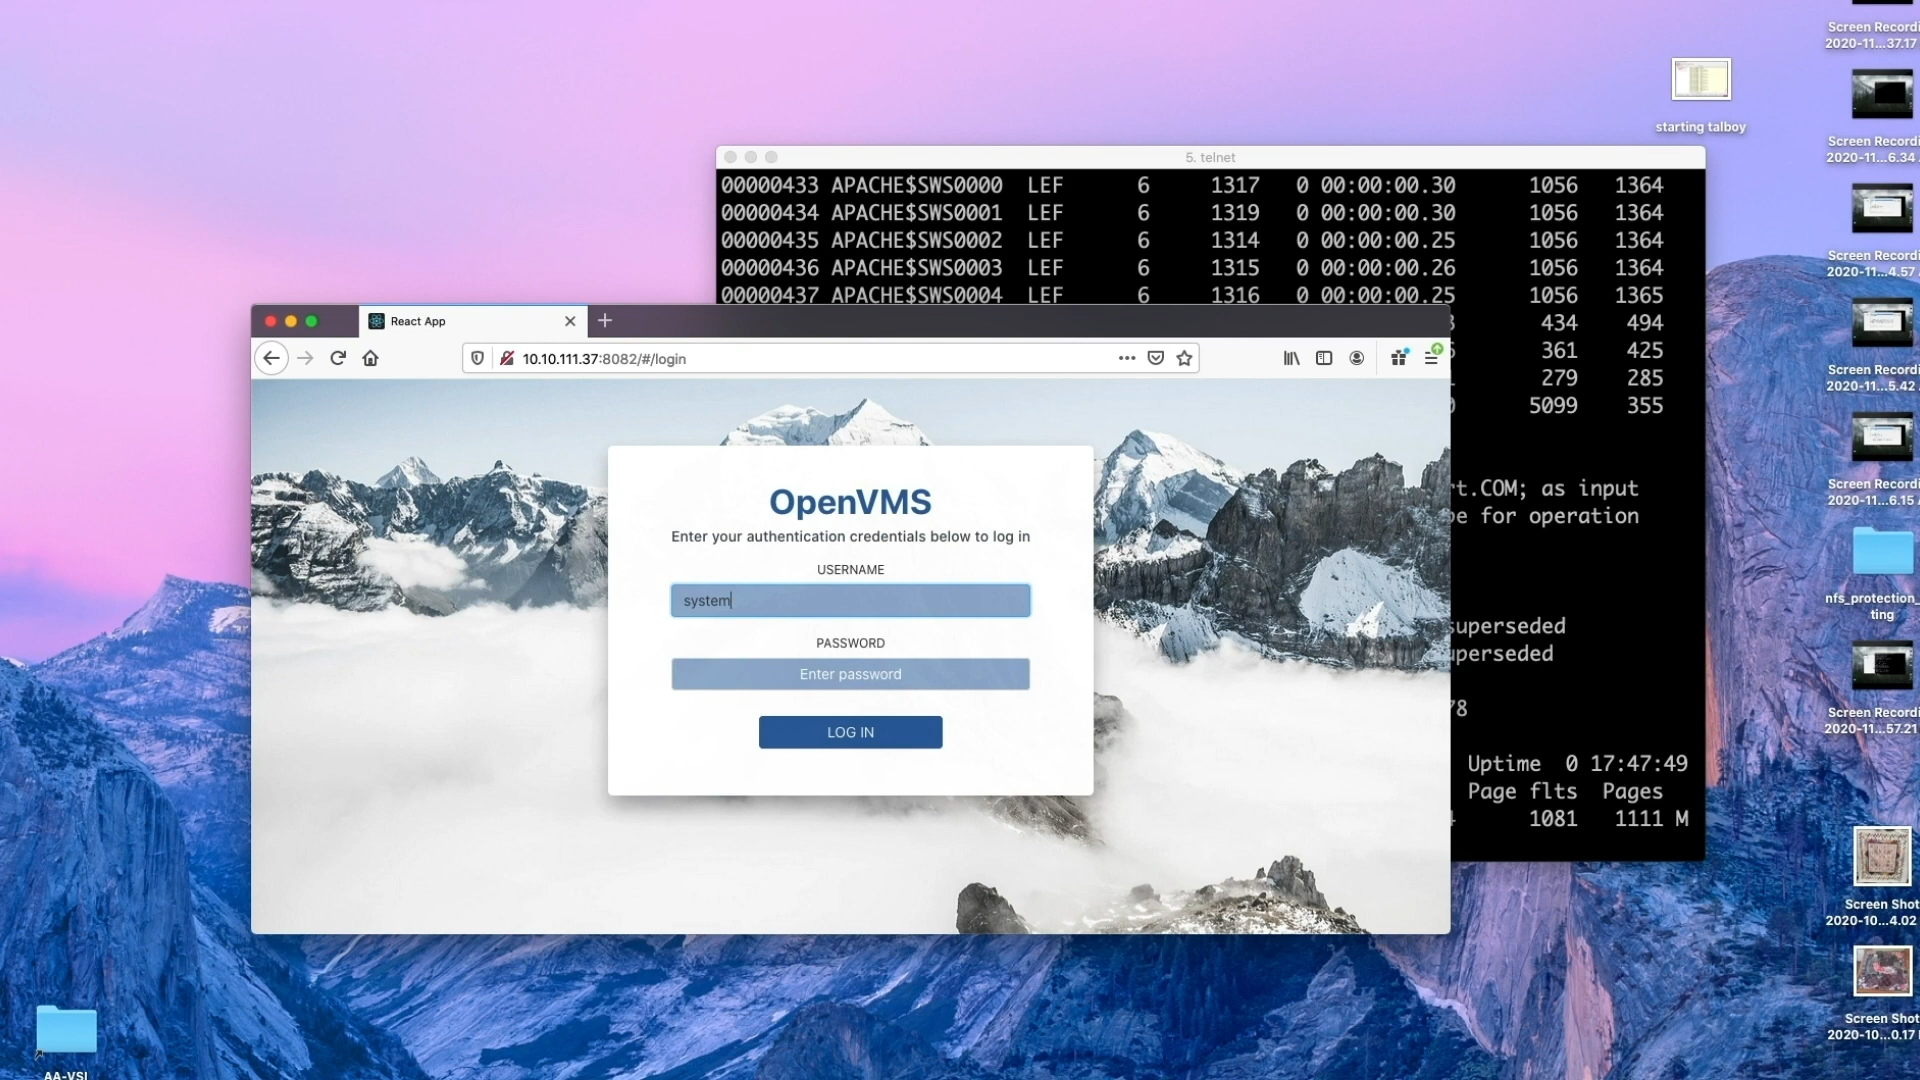 Screen Recordi
2020-11...37.17
starting talboy
Screen Recordi
2020-11...6.34
Screen Recordi
2020-11...4.57
Screen Recordi
2020-11...5.42
Screen Recordi
2020-11...6.15
nfs_protection_
ting
Screen Recordi
2020-11...57.21
Screen Shot
2020-10...4.02
Screen Shot
2020-10...0.17
AA-VSI
5. telnet
00000433 APACHE$SWS0000 LEF 6 1317 0 00:00:00.30 1056 1364
00000434 APACHE$SWS0001 LEF 6 1319 0 00:00:00.30 1056 1364
00000435 APACHE$SWS0002 LEF 6 1314 0 00:00:00.25 1056 1364
00000436 APACHE$SWS0003 LEF 6 1315 0 00:00:00.26 1056 1364
00000437 APACHE$SWS0004 LEF 6 1316 0 00:00:00.25 1056 1365
434 494
361 425
279 285
5099 355
rt.COM; as input
pe for operation
superseded
uperseded
78
Uptime 0 17:47:49
Page flts Pages
1081 1111 M
React App
10.10.111.37:8082/#/login
OpenVMS
Enter your authentication credentials below to log in
USERNAME
system
PASSWORD
Enter password
LOG IN